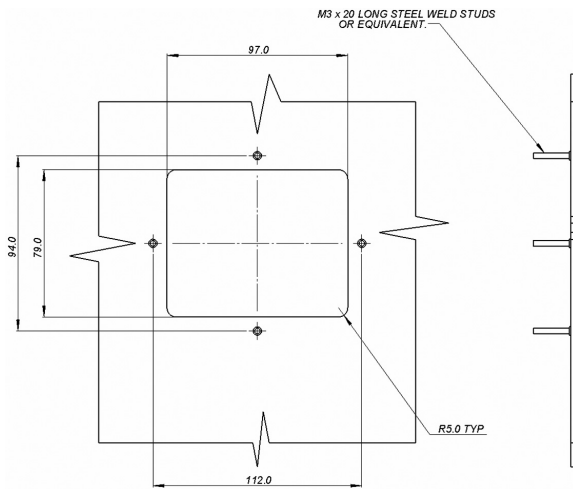 M3 x 20 LONG STEEL WELD STUDS
OR EQUIVALENT.
97.0
94.0
79.0
R5.0 TYP
112.0